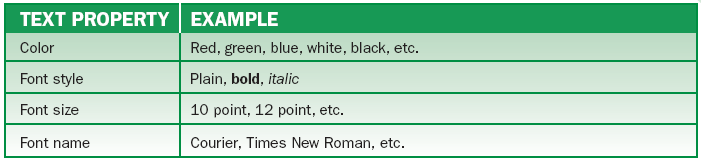 TEXT PROPERTY EXAMPLE
Color Red, green, blue, white, black, etc.
Font style Plain, bold, italic
Font size 10 point, 12 point, etc.
Font name Courier, Times New Roman, etc.